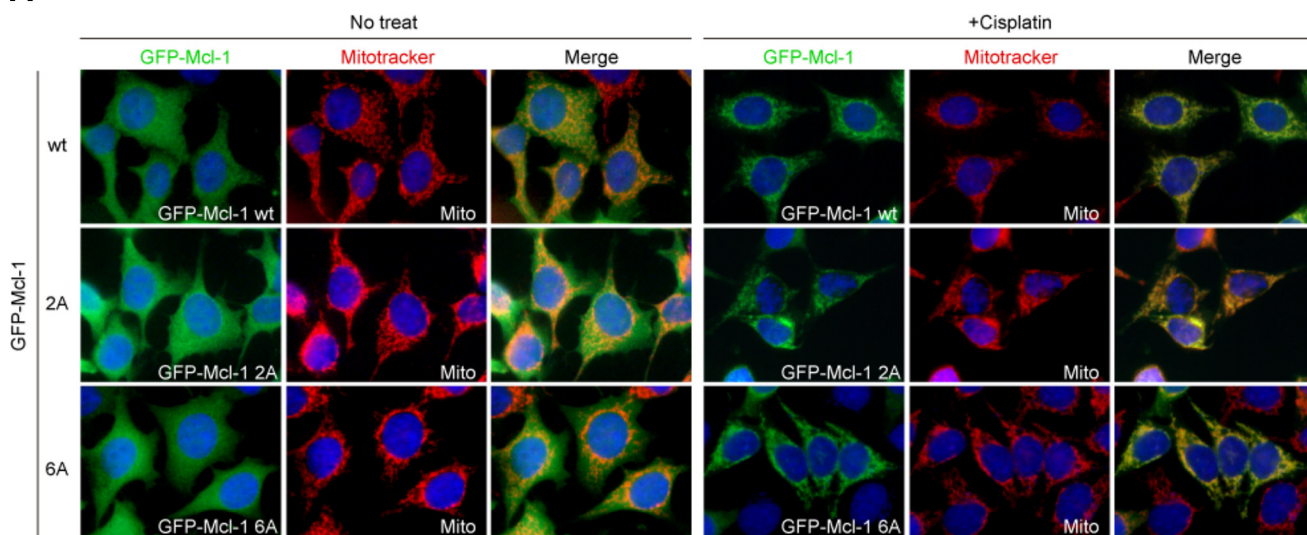 No treat +Cisplatin
GFP-Mcl-1 Mitotracker Merge GFP-Mcl-1 Mitotracker Merge
GFP-Mcl-1
wt
GFP-Mcl-1 wt Mito GFP-Mcl-1 wt Mito
2A
GFP-Mcl-1 2A Mito GFP-Mcl-1 2A Mito
6A
GFP-Mcl-1 6A Mito GFP-Mcl-1 6A Mito